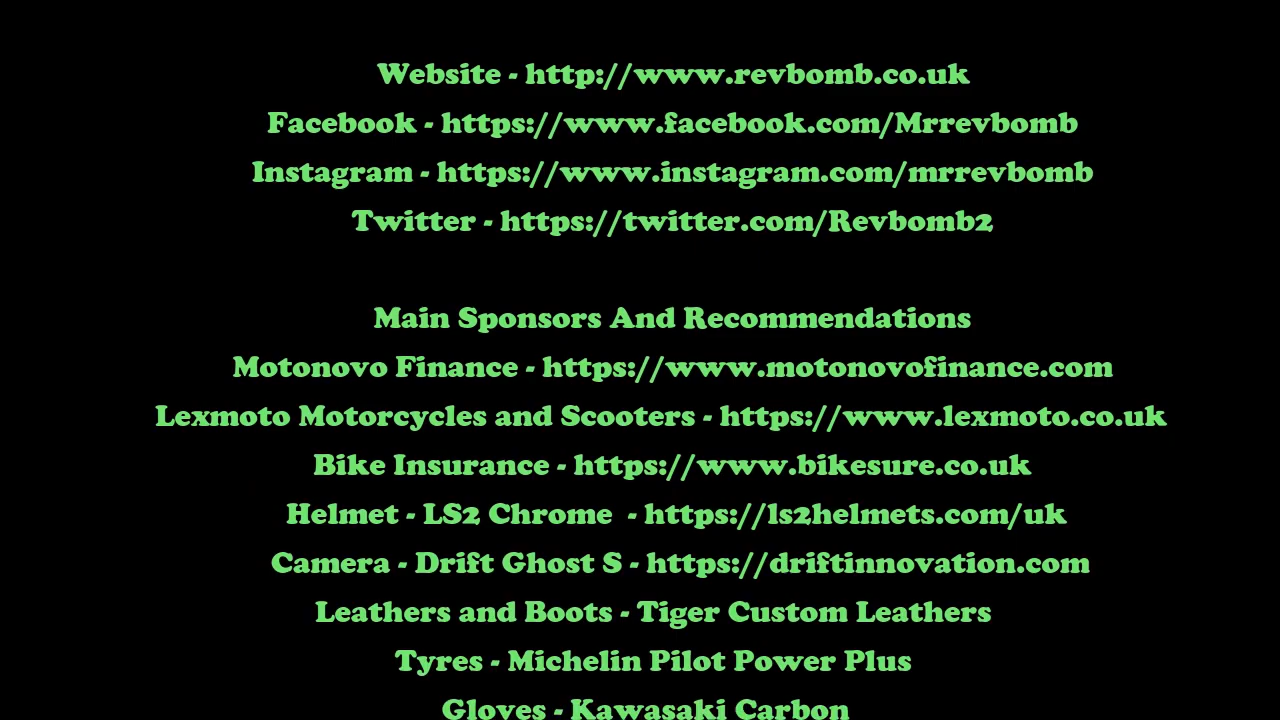 Website - http://www.revbomb.co.uk
Facebook - https://www.facebook.com/Mrrevbomb
Instagram - https://www.instagram.com/mrrevbomb
Twitter - https://twitter.com/Revbomb2
Main Sponsors And Recommendations
Motonovo Finance - https://www.motonovofinance.com
Lexmoto Motorcycles and Scooters - https://www.lexmoto.co.uk
Bike Insurance - https://www.bikesure.co.uk
Helmet - LS2 Chrome  - https://ls2helmets.com/uk
Camera - Drift Ghost S - https://driftinnovation.com
Leathers and Boots - Tiger Custom Leathers
Tyres - Michelin Pilot Power Plus
Gloves - Kawasaki Carbon